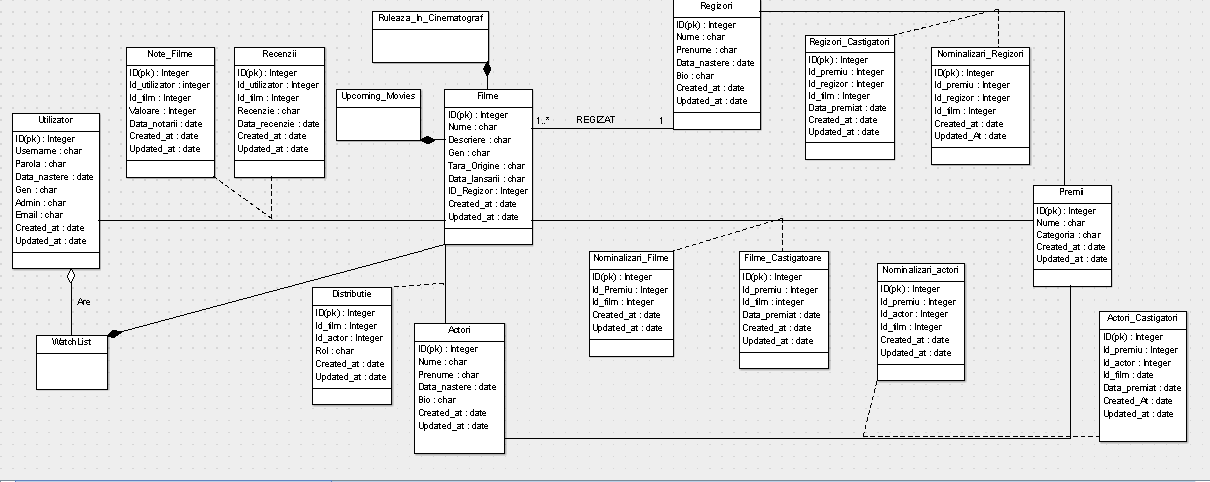 Ruleaza_In_Cinematograf
Upcoming_Movies
Note_Filme
ID(pk) : Integer
Id_utilizator : integer
Id_film : Integer
Valoare : Integer
Data_notarii : date
Created_at : date
Updated_at : date
Recenzii
ID(pk) : Integer
Id_utilizator : Integer
Id_film : Integer
Recenzie : char
Data_recenzie : date
Created_at : date
Updated_at : date
Utilizator
ID(pk) : Integer
Username : char
Parola : char
Data_nastere : date
Gen : char
Admin : char
Email : char
Created_at : date
Updated_at : date
Are
WatchList
Filme
ID(pk) : Integer
Nume : char
Descriere : char
Gen : char
Tara_Origine : char
Data_lansarii : char
ID_Regizor : Integer
Created_at : date
Updated_at : date
1..* REGIZAT 1
Regizori
ID(pk) : Integer
Nume : char
Prenume : char
Data_nastere : date
Bio : char
Created_at : date
Updated_at : date
Regizori_Castigatori
ID(pk) : Integer
Id_premiu : Integer
Id_regizor : Integer
Id_film : Integer
Data_premiat : date
Created_at : date
Updated_at : date
Nominalizari_Regizori
ID(pk) : Integer
Id_premiu : Integer
Id_regizor : Integer
Id_film : Integer
Created_at : date
Updated_At : date
Premii
ID(pk) : Integer
Nume : char
Categoria : char
Created_at : date
Updated_at : date
Distributie
ID(pk) : Integer
Id_film : Integer
Id_actor : Integer
Rol : char
Created_at : date
Updated_at : date
Actori
ID(pk) : Integer
Nume : char
Prenume : char
Data_nastere : date
Bio : char
Created_at : date
Updated_at : date
Nominalizari_Filme
ID(pk) : Integer
Id_Premiu : Integer
Id_film : Integer
Created_at : date
Updated_at : date
Filme_Castigatoare
ID(pk) : Integer
Id_premiu : Integer
Id_film : integer
Data_premiat : date
Created_at : date
Updated_at : date
Nominalizari_actori
ID(pk) : Integer
Id_premiu : Integer
Id_actor : Integer
Id_film : Integer
Created_at : date
Updated_at : date
Actori_Castigatori
ID(pk) : Integer
Id_premiu : Integer
Id_actor : Integer
Id_film : date
Data_premiat : date
Created_At : date
Updated_at : date